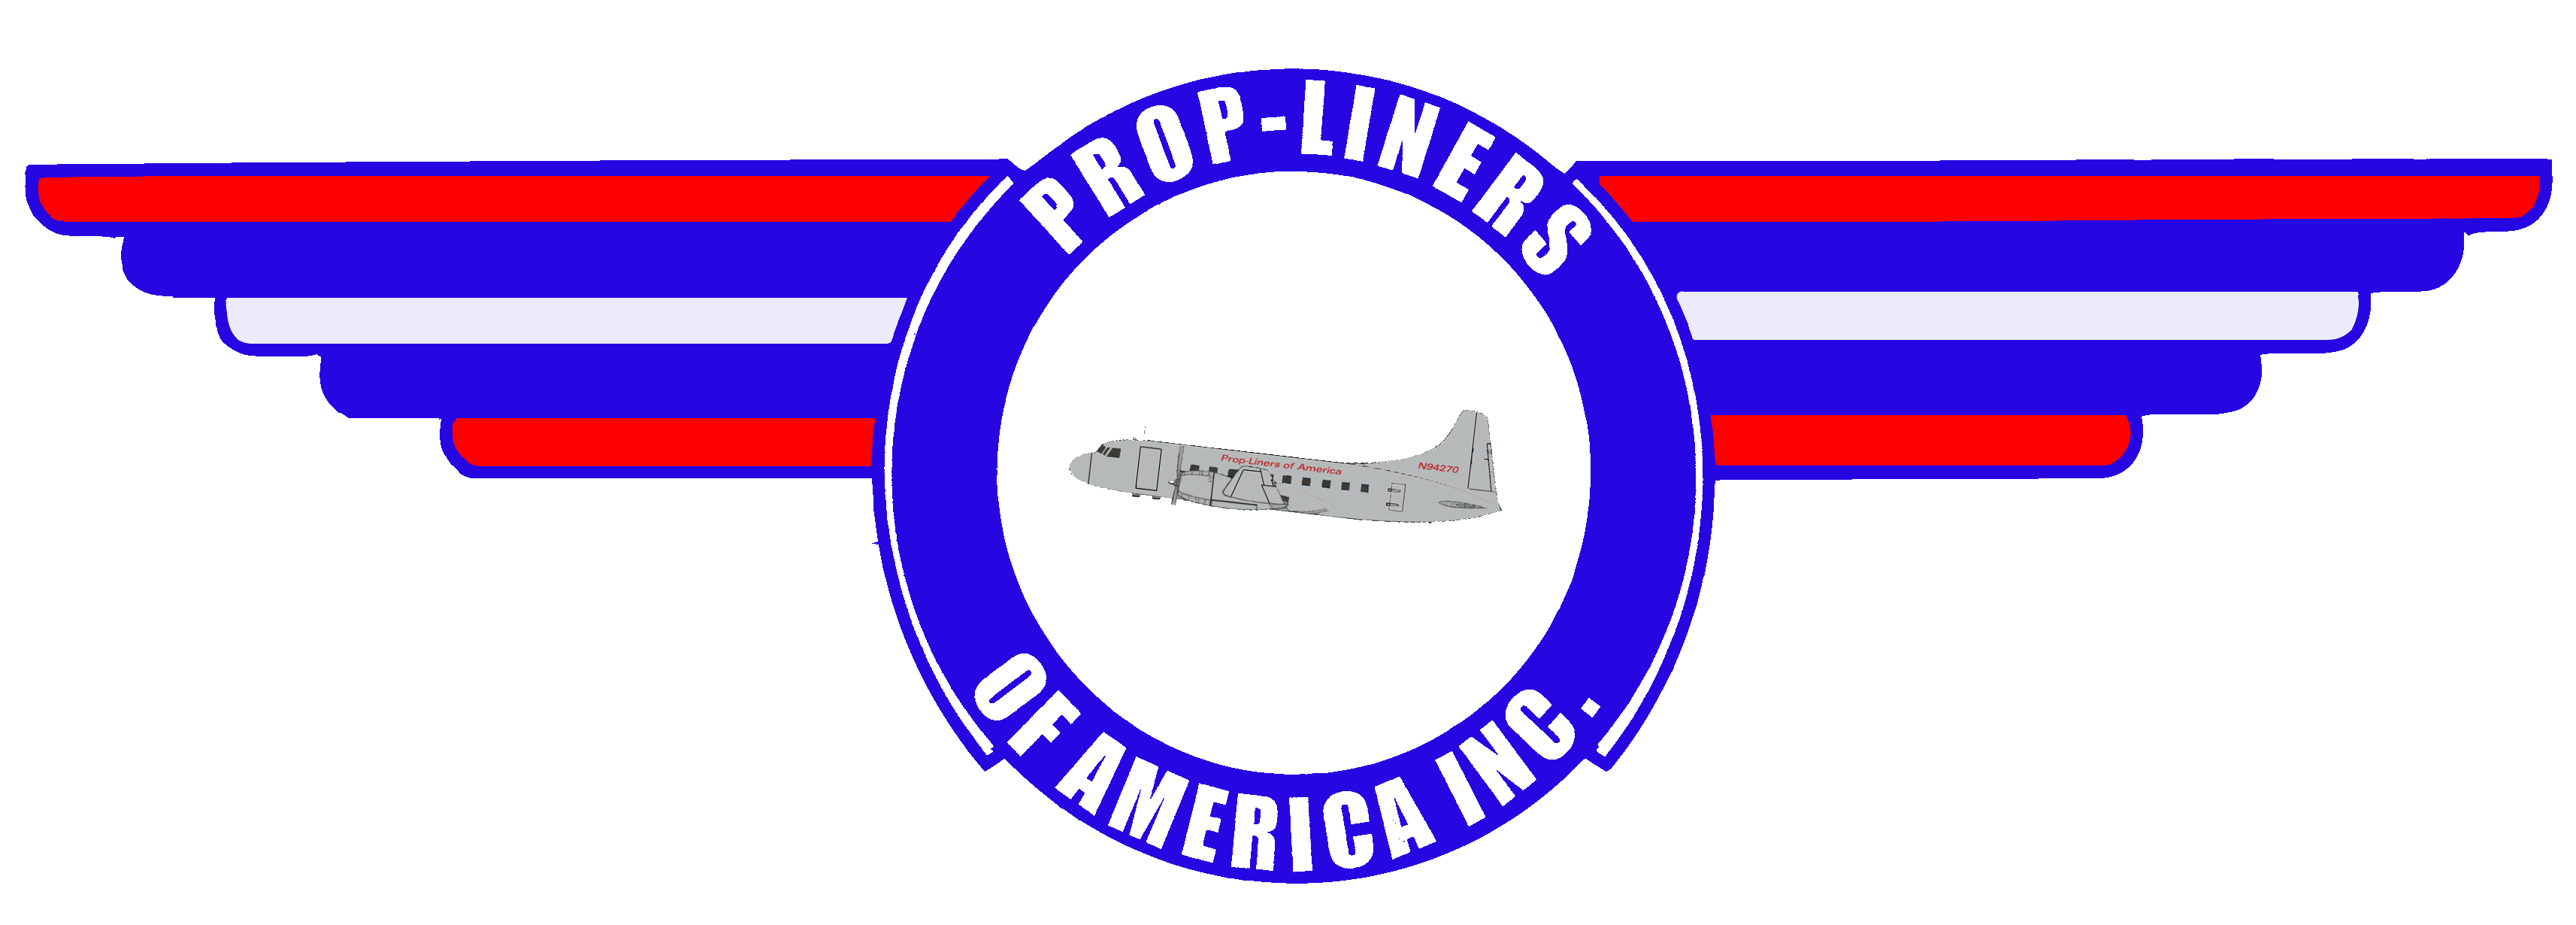 PROP-LINERS
Prop-Liners of America
N94270
OF AMERICA INC.